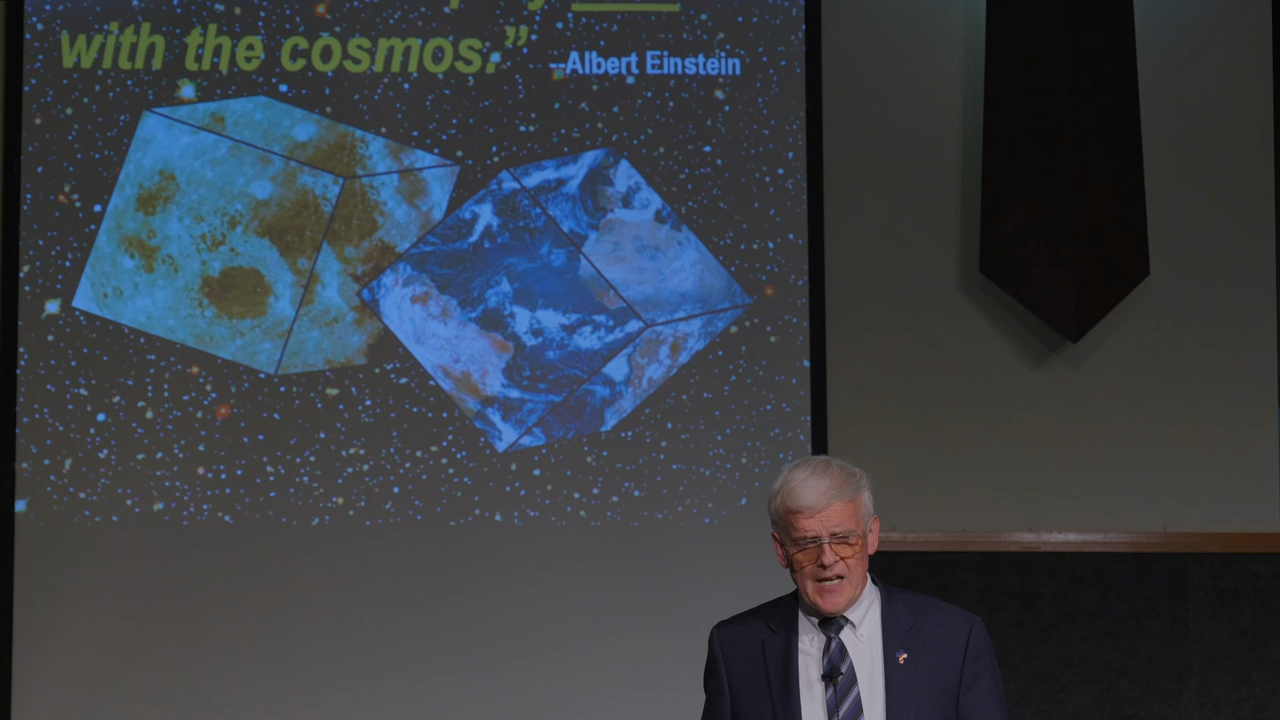 with the cosmos.”
--Albert Einstein